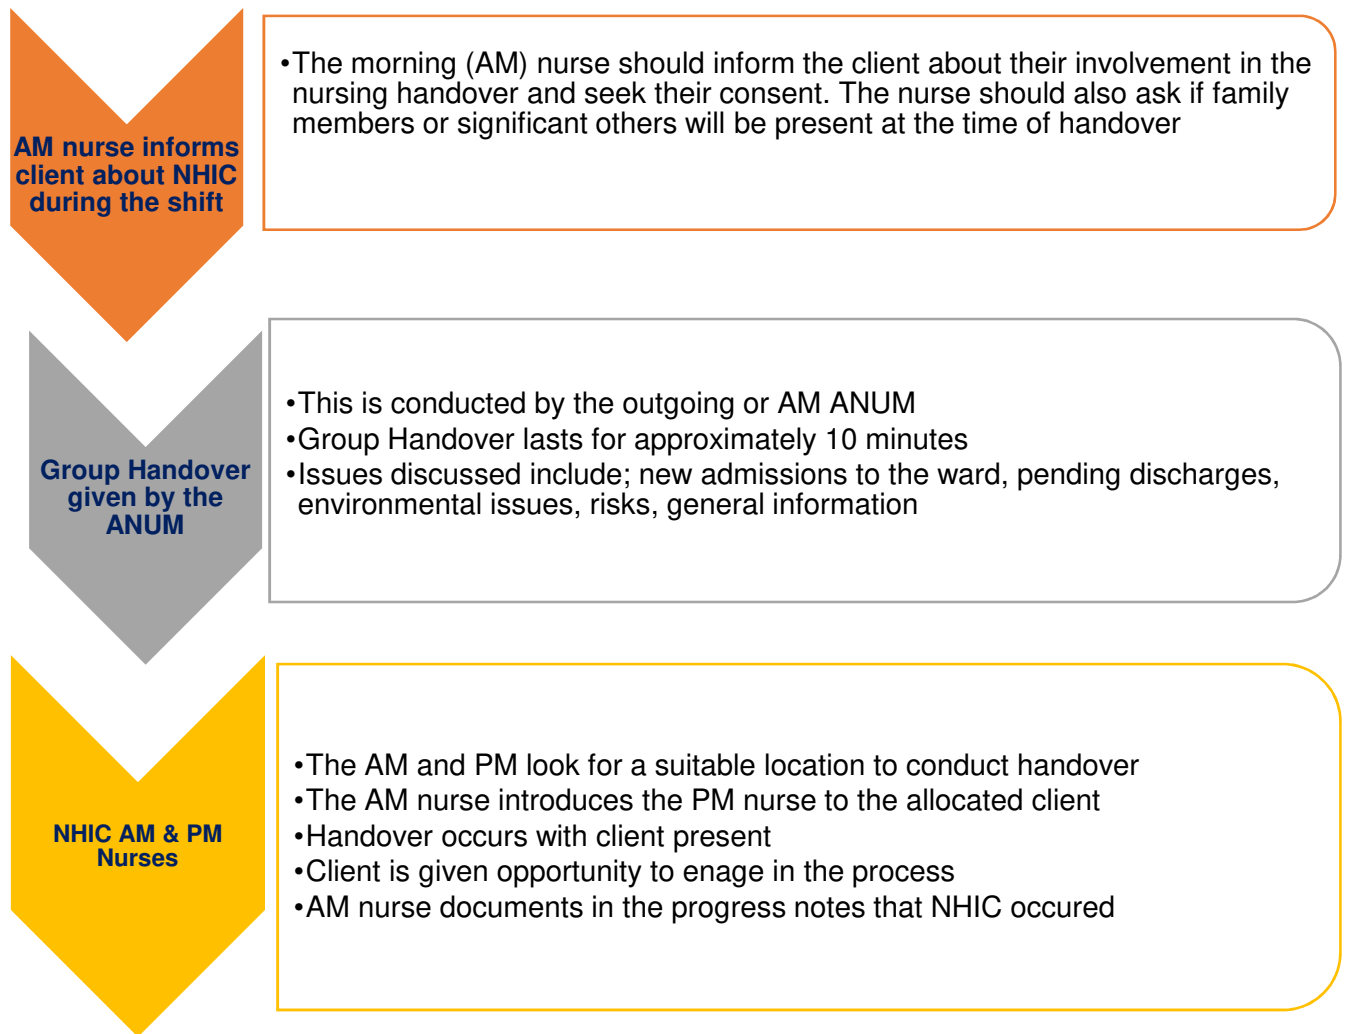 AM nurse informs
client about NHIC
during the shift
•The morning (AM) nurse should inform the client about their involvement in the
nursing handover and seek their consent. The nurse should also ask if family
members or significant others will be present at the time of handover
Group Handover
given by the
ANUM
•This is conducted by the outgoing or AM ANUM
•Group Handover lasts for approximately 10 minutes
•Issues discussed include; new admissions to the ward, pending discharges,
environmental issues, risks, general information
NHIC AM & PM
Nurses
•The AM and PM look for a suitable location to conduct handover
•The AM nurse introduces the PM nurse to the allocated client
•Handover occurs with client present
•Client is given opportunity to enage in the process
•AM nurse documents in the progress notes that NHIC occured